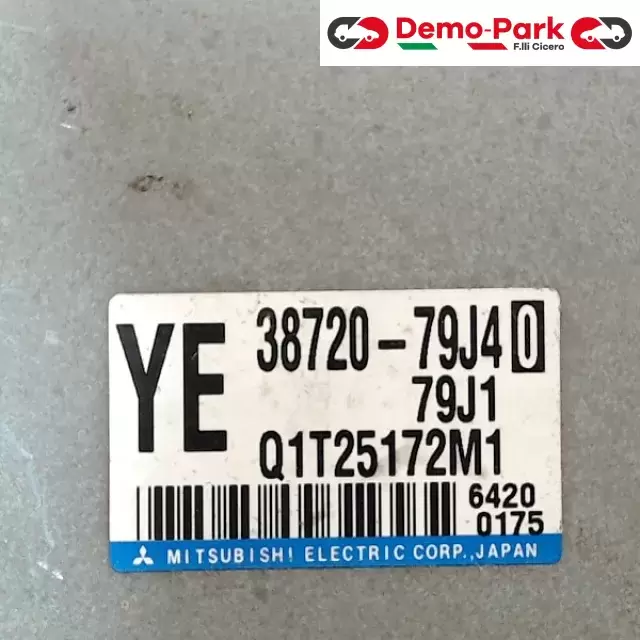 Demo-Park
F.lli Cicero
YE
38720-79J40
79J1
Q1T25172M1
6420
0175
MITSUBISHI ELECTRIC CORP., JAPAN